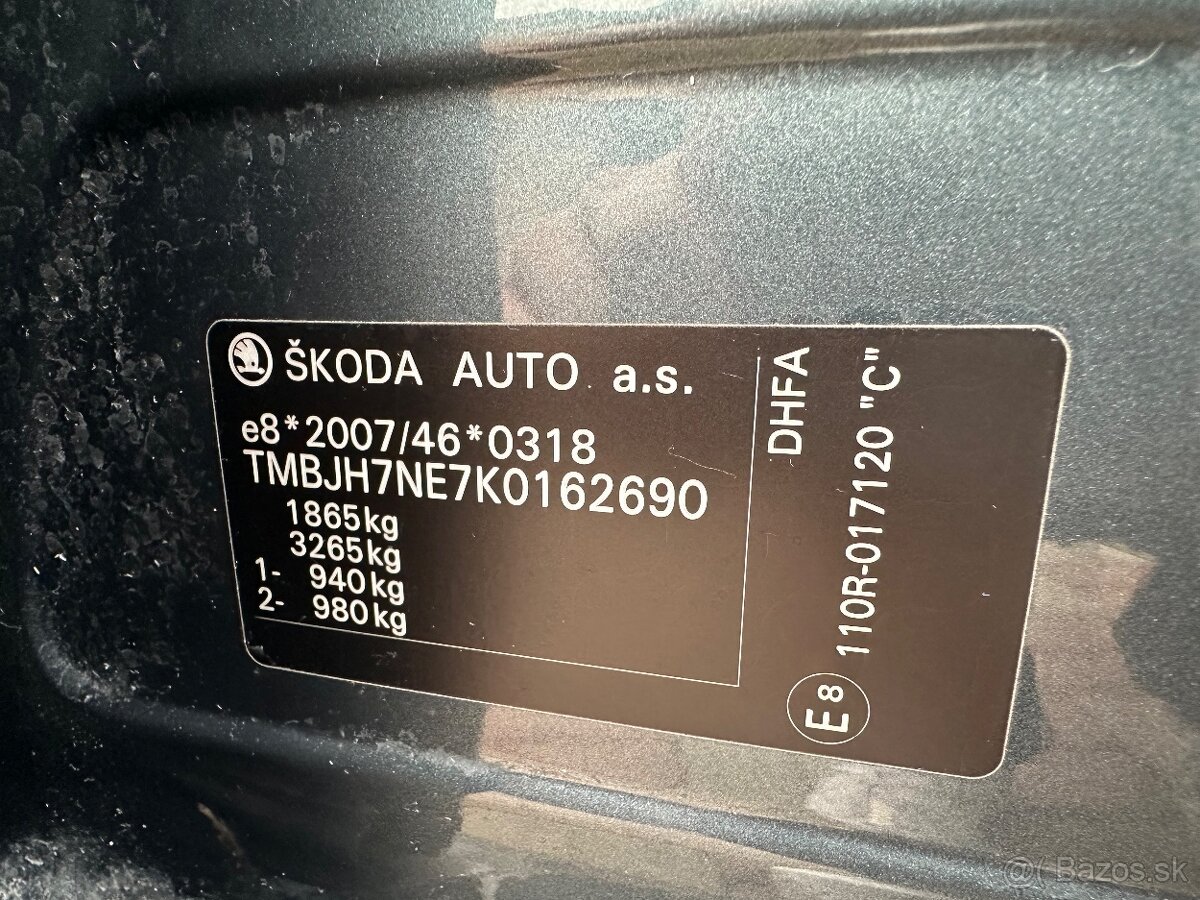 ŠKODA AUTO a.s.
e8*2007/46*0318
TMBJH7NE7K0162690
1865kg
3265kg
1- 940kg
2- 980kg
DHFA
E8 110R-017120 "C"
Bazos.sk